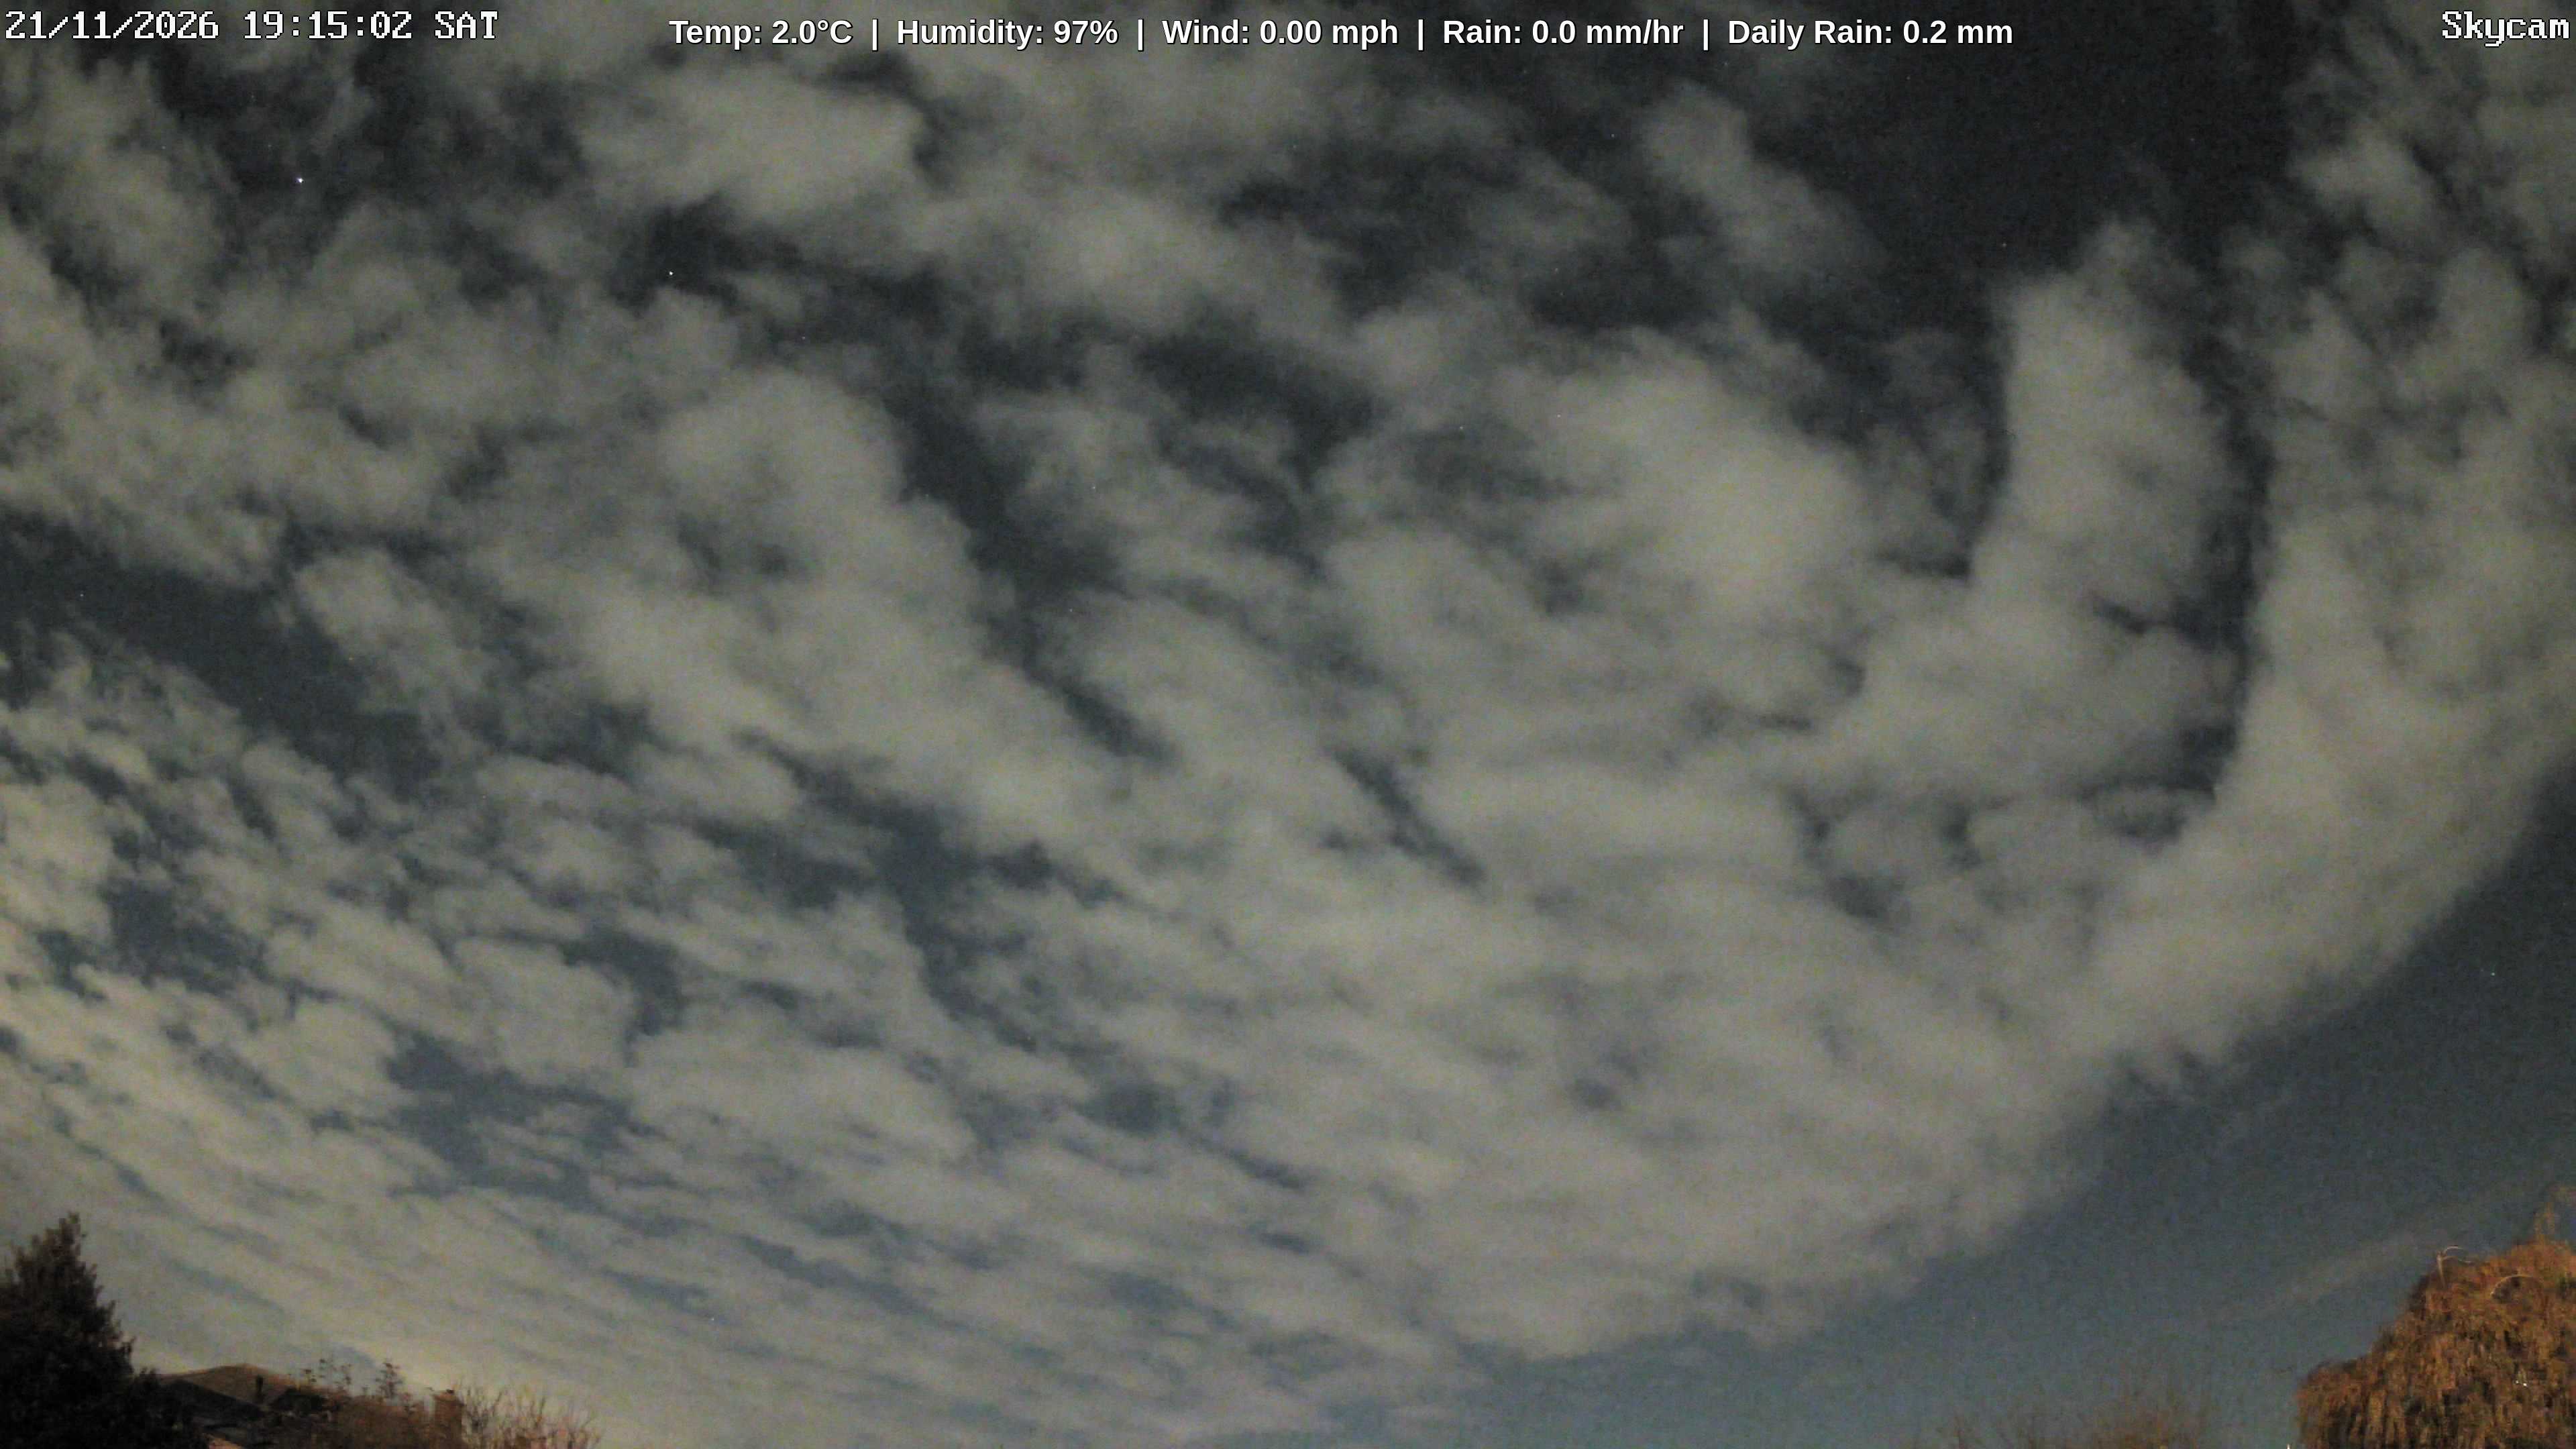 21/11/2026 19:15:02 SAT
Temp: 2.0°C | Humidity: 97% | Wind: 0.00 mph | Rain: 0.0 mm/hr | Daily Rain: 0.2 mm
Skycam